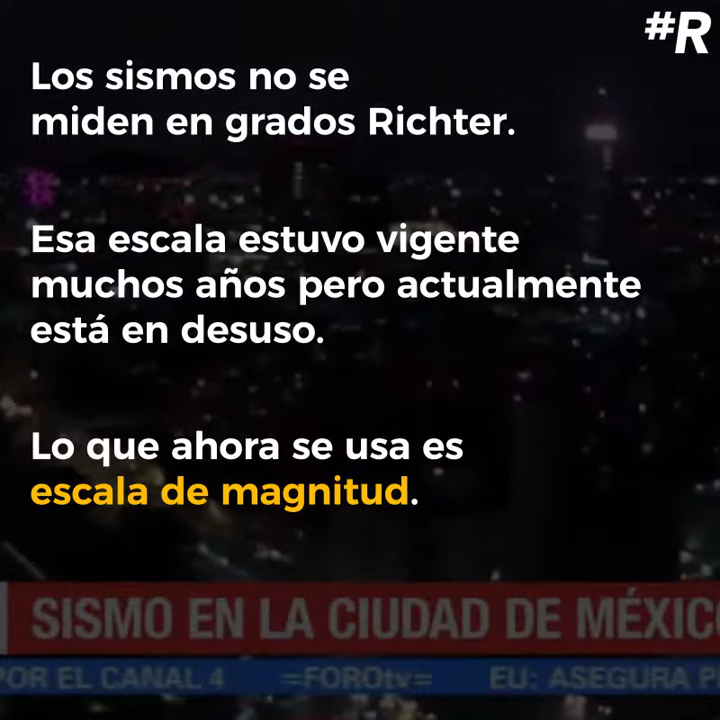 #R
Los sismos no se
miden en grados Richter.
Esa escala estuvo vigente
muchos años pero actualmente
está en desuso.
Lo que ahora se usa es
escala de magnitud.
SISMO EN LA CIUDAD DE MÉXICO
POR EL CANAL 4 =FOROtv= EU: ASEGURA